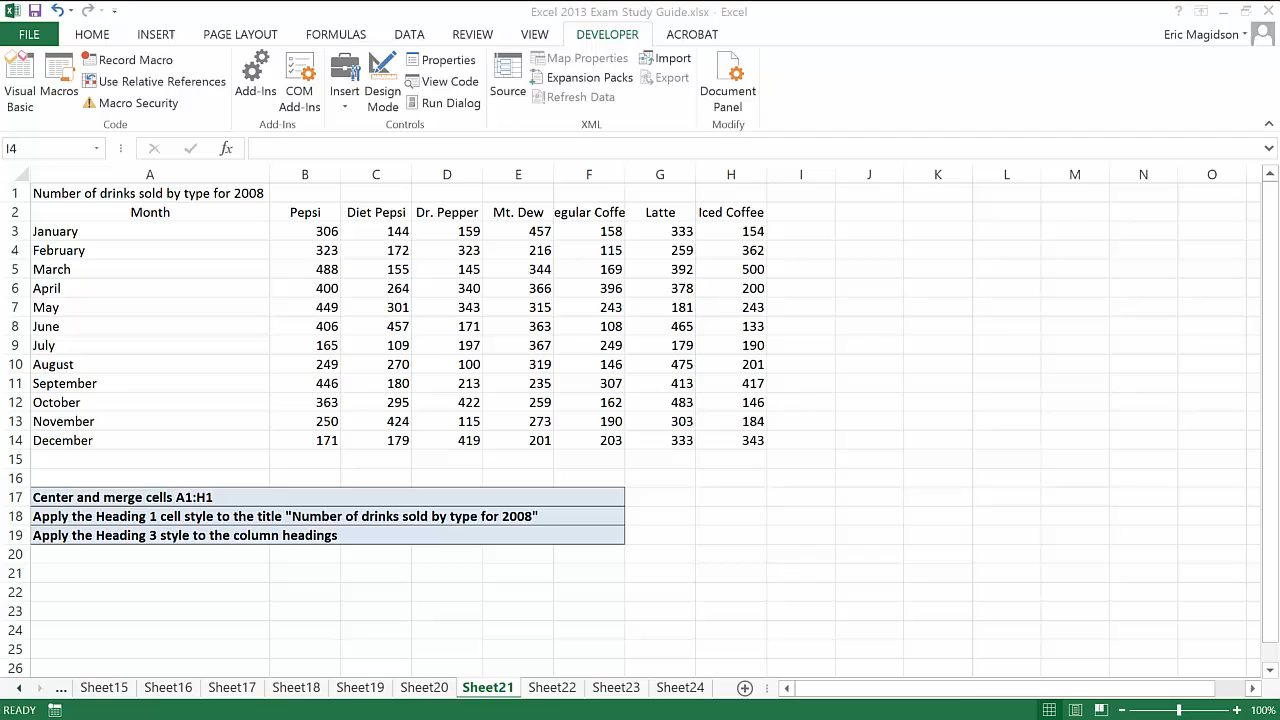 Excel 2013 Exam Study Guide.xlsx - Excel
FILE HOME INSERT PAGE LAYOUT FORMULAS DATA REVIEW VIEW DEVELOPER ACROBAT Eric Magidson
Visual Basic
Macros
Record Macro
Use Relative References
Macro Security
Code
Add-Ins
COM Add-Ins
Add-Ins
Insert
Design Mode
Properties
View Code
Run Dialog
Controls
Source
Map Properties
Expansion Packs
Refresh Data
Import
Export
XML
Document Panel
Modify
I4 fx
A B C D E F G H I J K L M N O
1 Number of drinks sold by type for 2008
2 Month Pepsi Diet Pepsi Dr. Pepper Mt. Dew egular Coffe Latte Iced Coffee
3 January 306 144 159 457 158 333 154
4 February 323 172 323 216 115 259 362
5 March 488 155 145 344 169 392 500
6 April 400 264 340 366 396 378 200
7 May 449 301 343 315 243 181 243
8 June 406 457 171 363 108 465 133
9 July 165 109 197 367 249 179 190
10 August 249 270 100 319 146 475 201
11 September 446 180 213 235 307 413 417
12 October 363 295 422 259 162 483 146
13 November 250 424 115 273 190 303 184
14 December 171 179 419 201 203 333 343
15
16
17 Center and merge cells A1:H1
18 Apply the Heading 1 cell style to the title "Number of drinks sold by type for 2008"
19 Apply the Heading 3 style to the column headings
20
21
22
23
24
25
26
... Sheet15 Sheet16 Sheet17 Sheet18 Sheet19 Sheet20 Sheet21 Sheet22 Sheet23 Sheet24
READY 100%